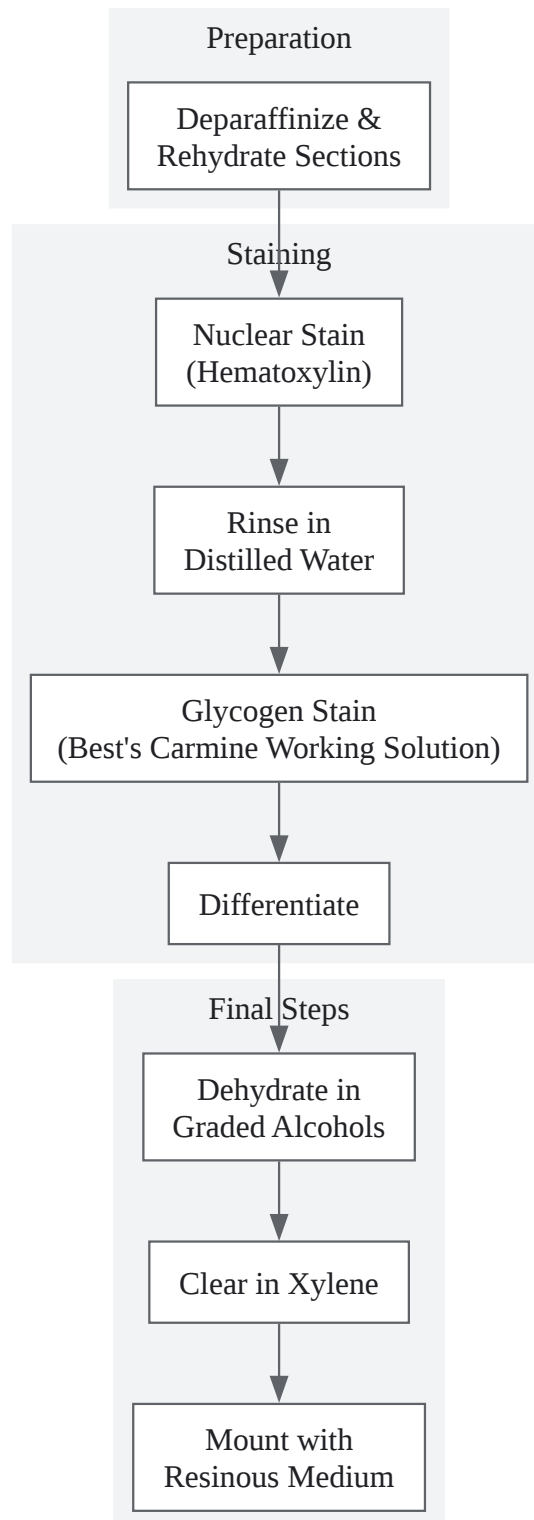 Preparation
Deparaffinize &
Rehydrate Sections
Staining
Nuclear Stain
(Hematoxylin)
Rinse in
Distilled Water
Glycogen Stain
(Best's Carmine Working Solution)
Differentiate
Final Steps
Dehydrate in
Graded Alcohols
Clear in Xylene
Mount with
Resinous Medium